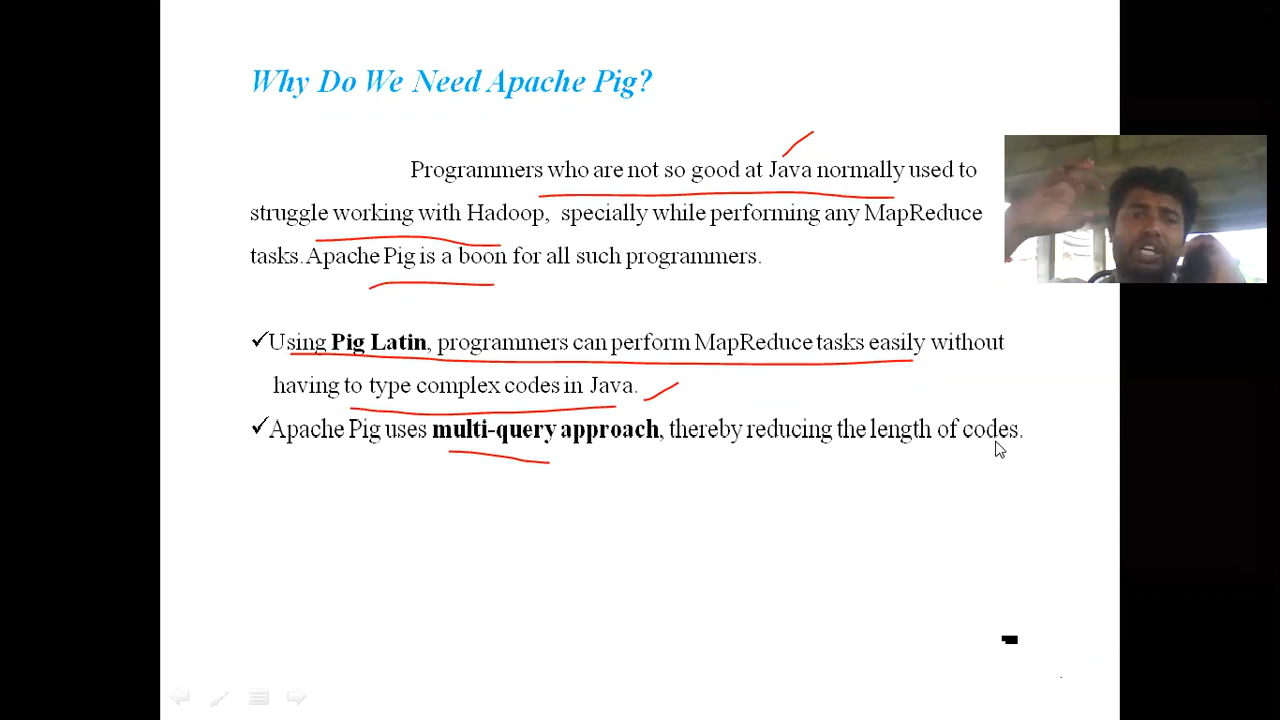 Why Do We Need Apache Pig?
Programmers who are not so good at Java normally used to
struggle working with Hadoop, specially while performing any MapReduce
tasks. Apache Pig is a boon for all such programmers.
✓Using Pig Latin, programmers can perform MapReduce tasks easily without
having to type complex codes in Java.
✓Apache Pig uses multi-query approach, thereby reducing the length of codes.